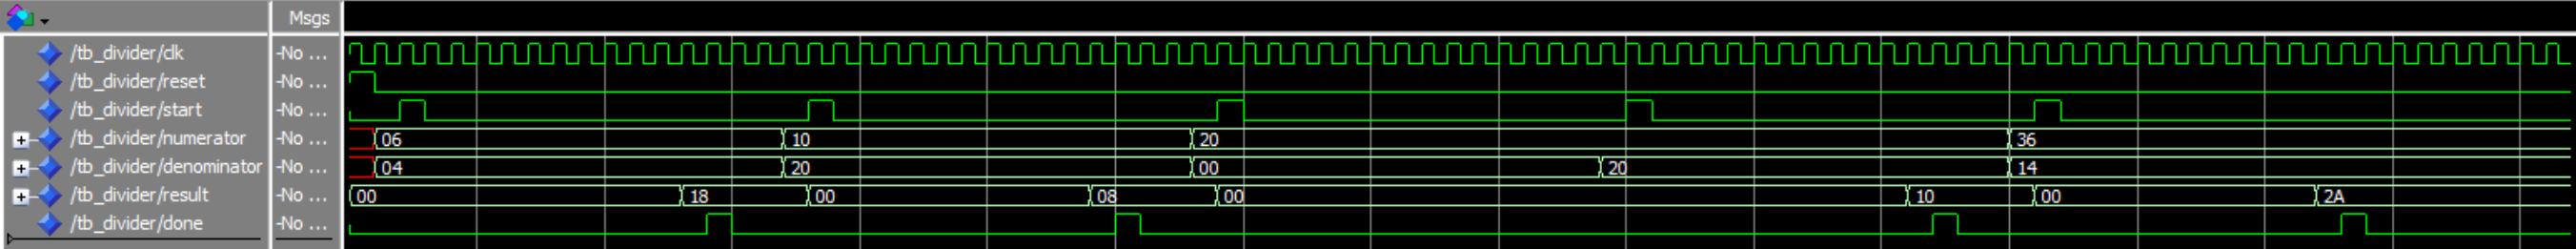 Msgs
/tb_divider/clk -No ...
/tb_divider/reset -No ...
/tb_divider/start -No ...
/tb_divider/numerator -No ... 06 10 20 36
/tb_divider/denominator -No ... 04 20 00 20 14
/tb_divider/result -No ... 00 18 00 08 00 10 00 2A
/tb_divider/done -No ...